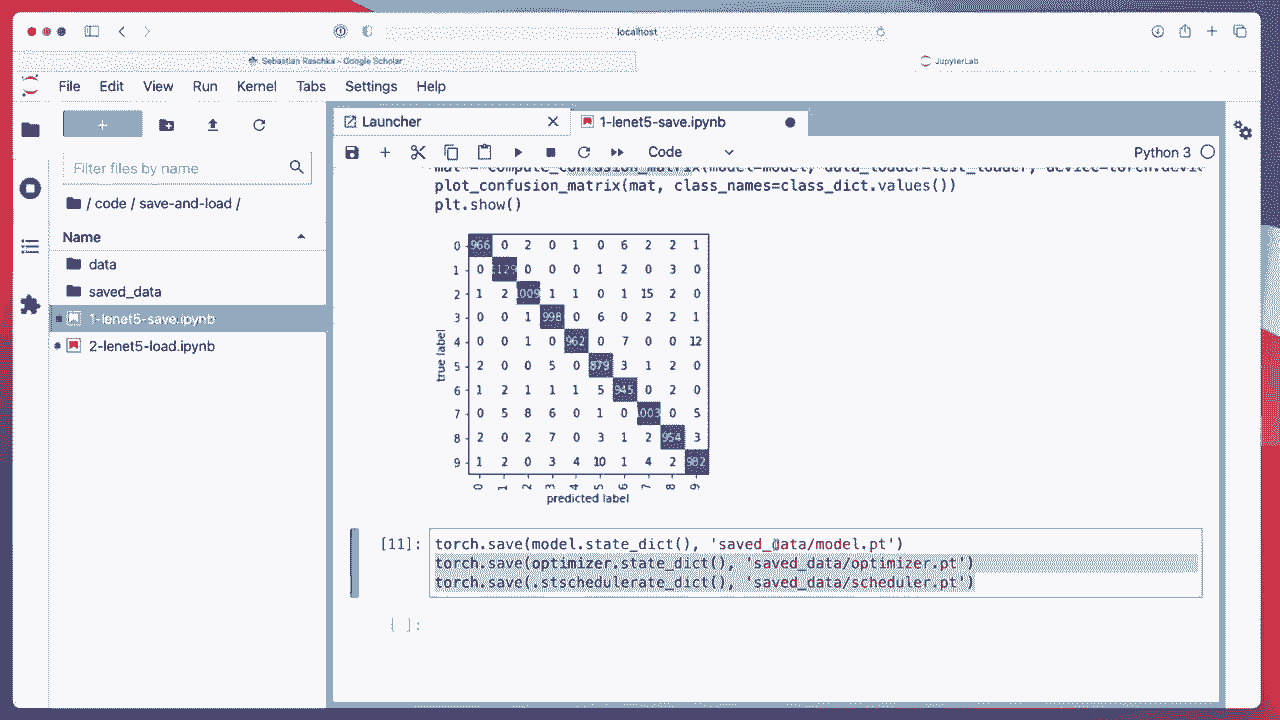 localhost
Sebastian Raschka - Google Scholar
JupyterLab
File Edit View Run Kernel Tabs Settings Help
Launcher
1-lenet5-save.ipynb
Code
Python 3
Filter files by name
/ code / save-and-load /
Name
data
saved_data
1-lenet5-save.ipynb
2-lenet5-load.ipynb
plot_confusion_matrix(mat, class_names=class_dict.values())
plt.show()
0 966 0 2 0 1 0 6 2 2 1
1 0 1129 0 0 0 1 2 0 3 0
2 1 2 1009 1 1 0 1 15 2 0
3 0 0 1 998 0 6 0 2 2 1
4 0 0 1 0 962 0 7 0 0 12
5 2 0 0 5 0 879 3 1 2 0
6 1 2 1 1 1 5 945 0 2 0
7 0 5 8 6 0 1 0 1003 0 5
8 2 0 2 7 0 3 1 2 954 3
9 1 2 0 3 4 10 1 4 2 982
0 1 2 3 4 5 6 7 8 9
true label
predicted label
[11]:
torch.save(model.state_dict(), 'saved_data/model.pt')
torch.save(optimizer.state_dict(), 'saved_data/optimizer.pt')
torch.save(.stschedulerate_dict(), 'saved_data/scheduler.pt')
[ ]: